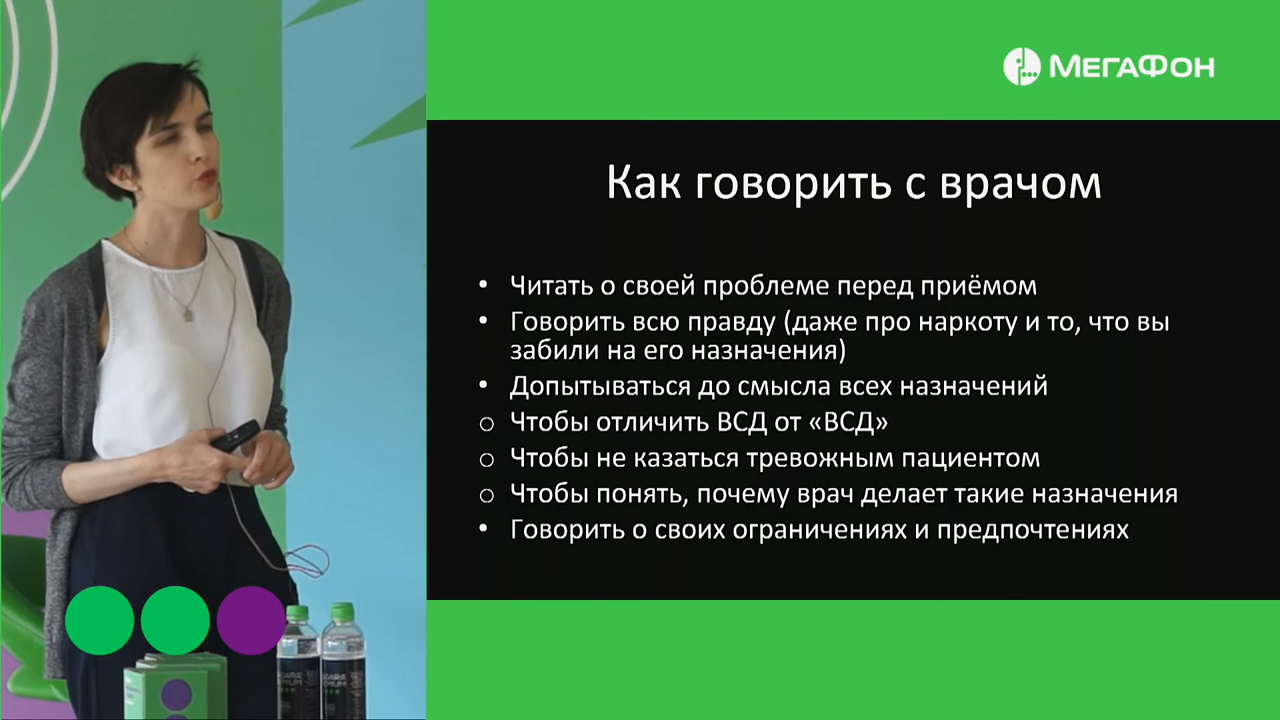 МЕГАФОН
Как говорить с врачом
• Читать о своей проблеме перед приёмом
• Говорить всю правду (даже про наркоту и то, что вы
забили на его назначения)
• Допытываться до смысла всех назначений
o Чтобы отличить ВСД от «ВСД»
o Чтобы не казаться тревожным пациентом
o Чтобы понять, почему врач делает такие назначения
• Говорить о своих ограничениях и предпочтениях